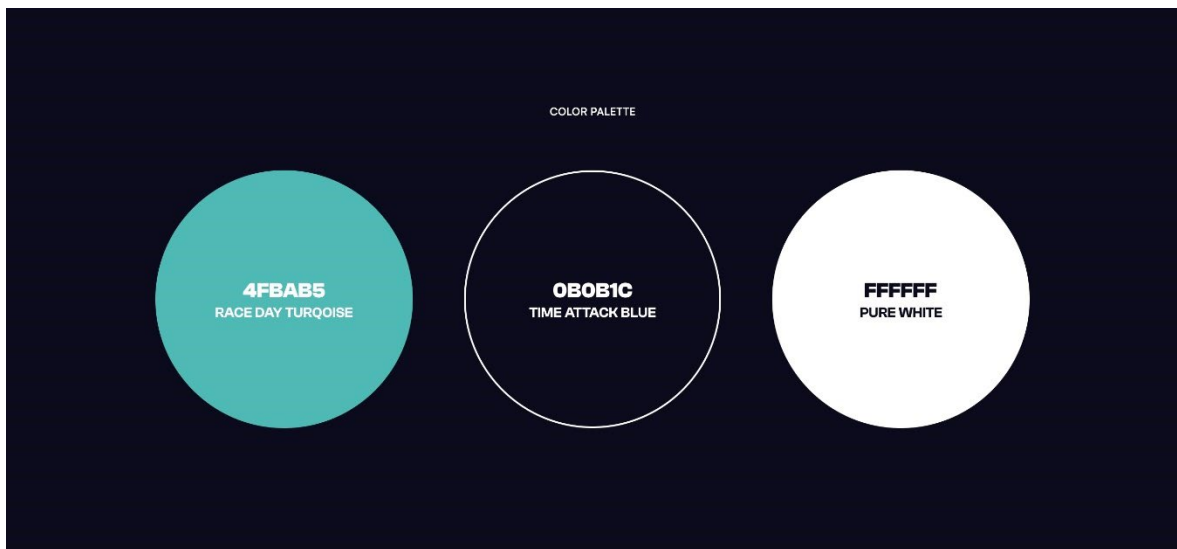 COLOR PALETTE
4FBAB5
RACE DAY TURQOISE
0B0B1C
TIME ATTACK BLUE
FFFFFF
PURE WHITE